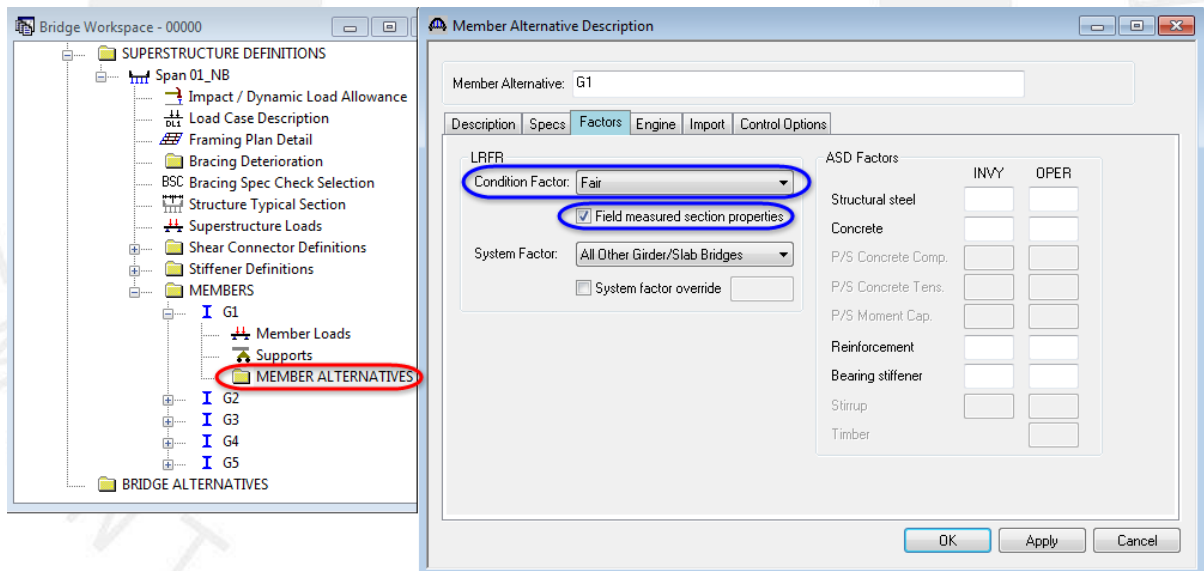 Bridge Workspace - 00000
SUPERSTRUCTURE DEFINITIONS
Span 01_NB
Impact / Dynamic Load Allowance
DL1 Load Case Description
Framing Plan Detail
Bracing Deterioration
BSC Bracing Spec Check Selection
Structure Typical Section
Superstructure Loads
Shear Connector Definitions
Stiffener Definitions
MEMBERS
G1
Member Loads
Supports
MEMBER ALTERNATIVES
G2
G3
G4
G5
BRIDGE ALTERNATIVES
Member Alternative Description
Member Alternative: G1
Description Specs Factors Engine Import Control Options
LRFR
Condition Factor: Fair
Field measured section properties
System Factor: All Other Girder/Slab Bridges
System factor override
ASD Factors
INVY OPER
Structural steel
Concrete
P/S Concrete Comp.
P/S Concrete Tens.
P/S Moment Cap.
Reinforcement
Bearing stiffener
Stirrup
Timber
OK Apply Cancel